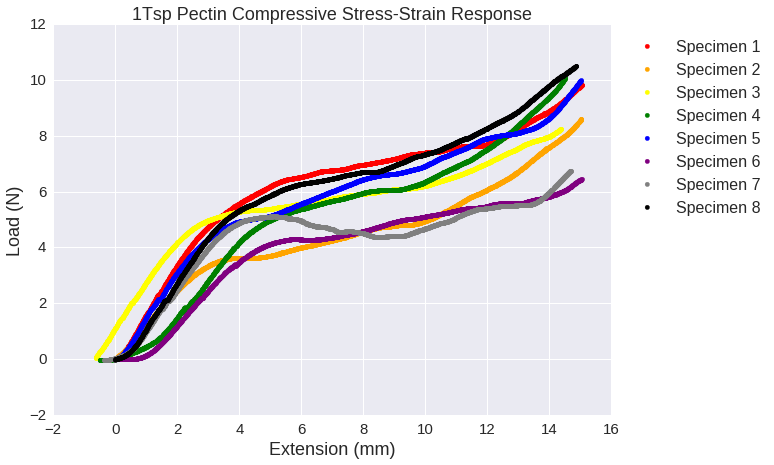 1Tsp Pectin Compressive Stress-Strain Response
12
10
8
6
4
2
0
−2
Load (N)
−2 0 2 4 6 8 10 12 14 16
Extension (mm)
Specimen 1
Specimen 2
Specimen 3
Specimen 4
Specimen 5
Specimen 6
Specimen 7
Specimen 8